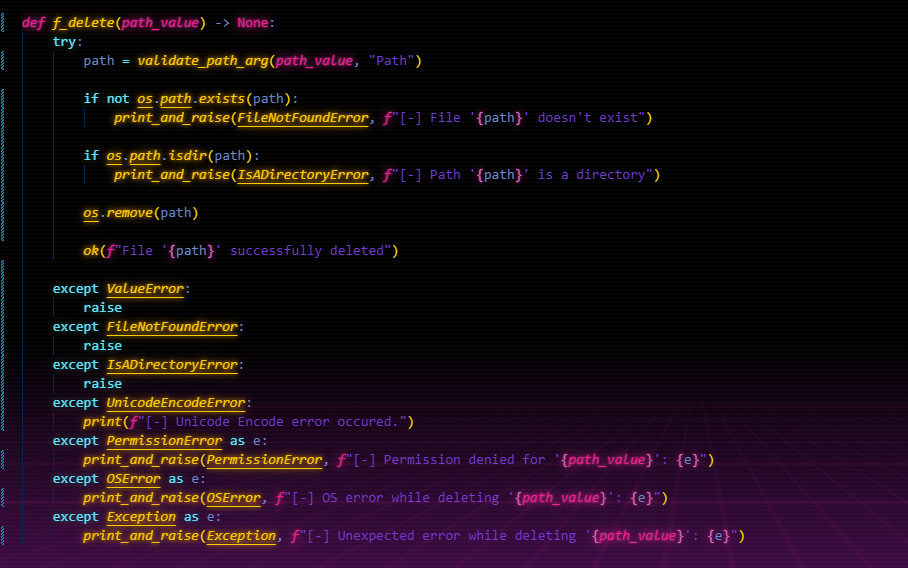 def f_delete(path_value) -> None:
    try:
        path = validate_path_arg(path_value, "Path")

        if not os.path.exists(path):
            print_and_raise(FileNotFoundError, f"[-] File '{path}' doesn't exist")

        if os.path.isdir(path):
            print_and_raise(IsADirectoryError, f"[-] Path '{path}' is a directory")

        os.remove(path)

        ok(f"File '{path}' successfully deleted")

    except ValueError:
        raise
    except FileNotFoundError:
        raise
    except IsADirectoryError:
        raise
    except UnicodeEncodeError:
        print(f"[-] Unicode Encode error occured.")
    except PermissionError as e:
        print_and_raise(PermissionError, f"[-] Permission denied for '{path_value}': {e}")
    except OSError as e:
        print_and_raise(OSError, f"[-] OS error while deleting '{path_value}': {e}")
    except Exception as e:
        print_and_raise(Exception, f"[-] Unexpected error while deleting '{path_value}': {e}")